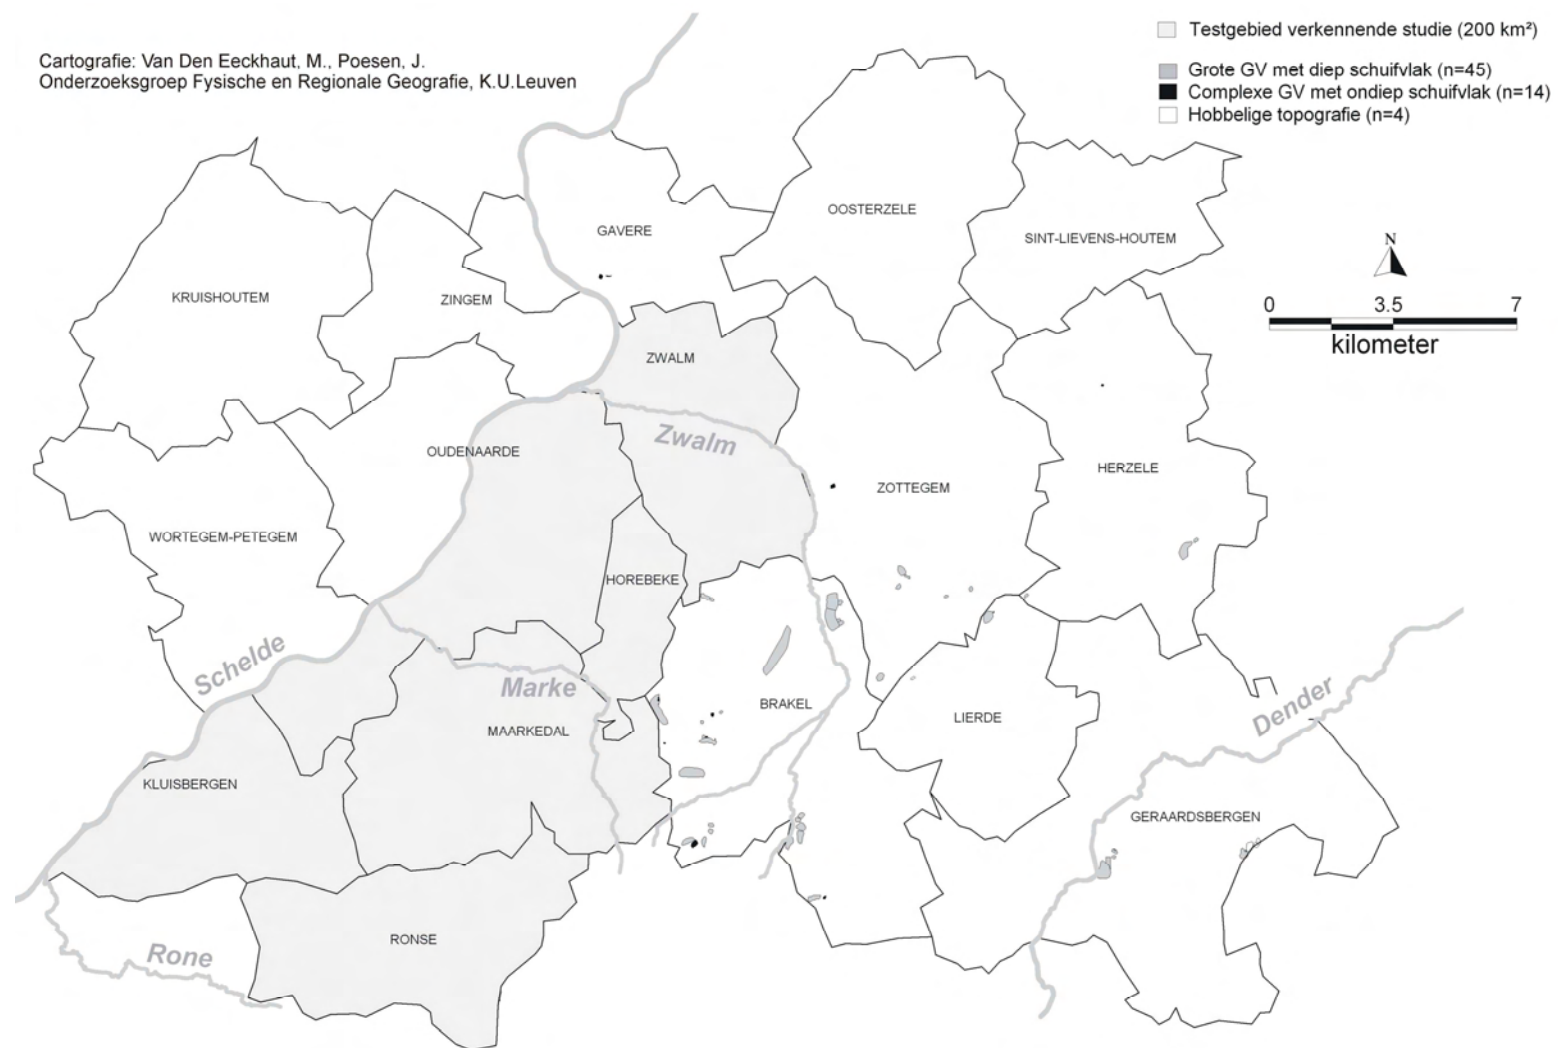 Cartografie: Van Den Eeckhaut, M., Poesen, J.
Onderzoeksgroep Fysische en Regionale Geografie, K.U.Leuven
Testgebied verkennende studie (200 km²)
Grote GV met diep schuifvlak (n=45)
Complexe GV met ondiep schuifvlak (n=14)
Hobbelige topografie (n=4)
N
0 3.5 7
kilometer
OOSTERZELE
GAVERE
SINT-LIEVENS-HOUTEM
KRUISHOUTEM
ZINGEM
ZWALM
Zwalm
OUDENAARDE
HERZELE
ZOTTEGEM
WORTEGEM-PETEGEM
HOREBEKE
Schelde
Marke
BRAKEL
LIERDE
Dender
MAARKEDAL
KLUISBERGEN
GERAARDSBERGEN
RONSE
Rone